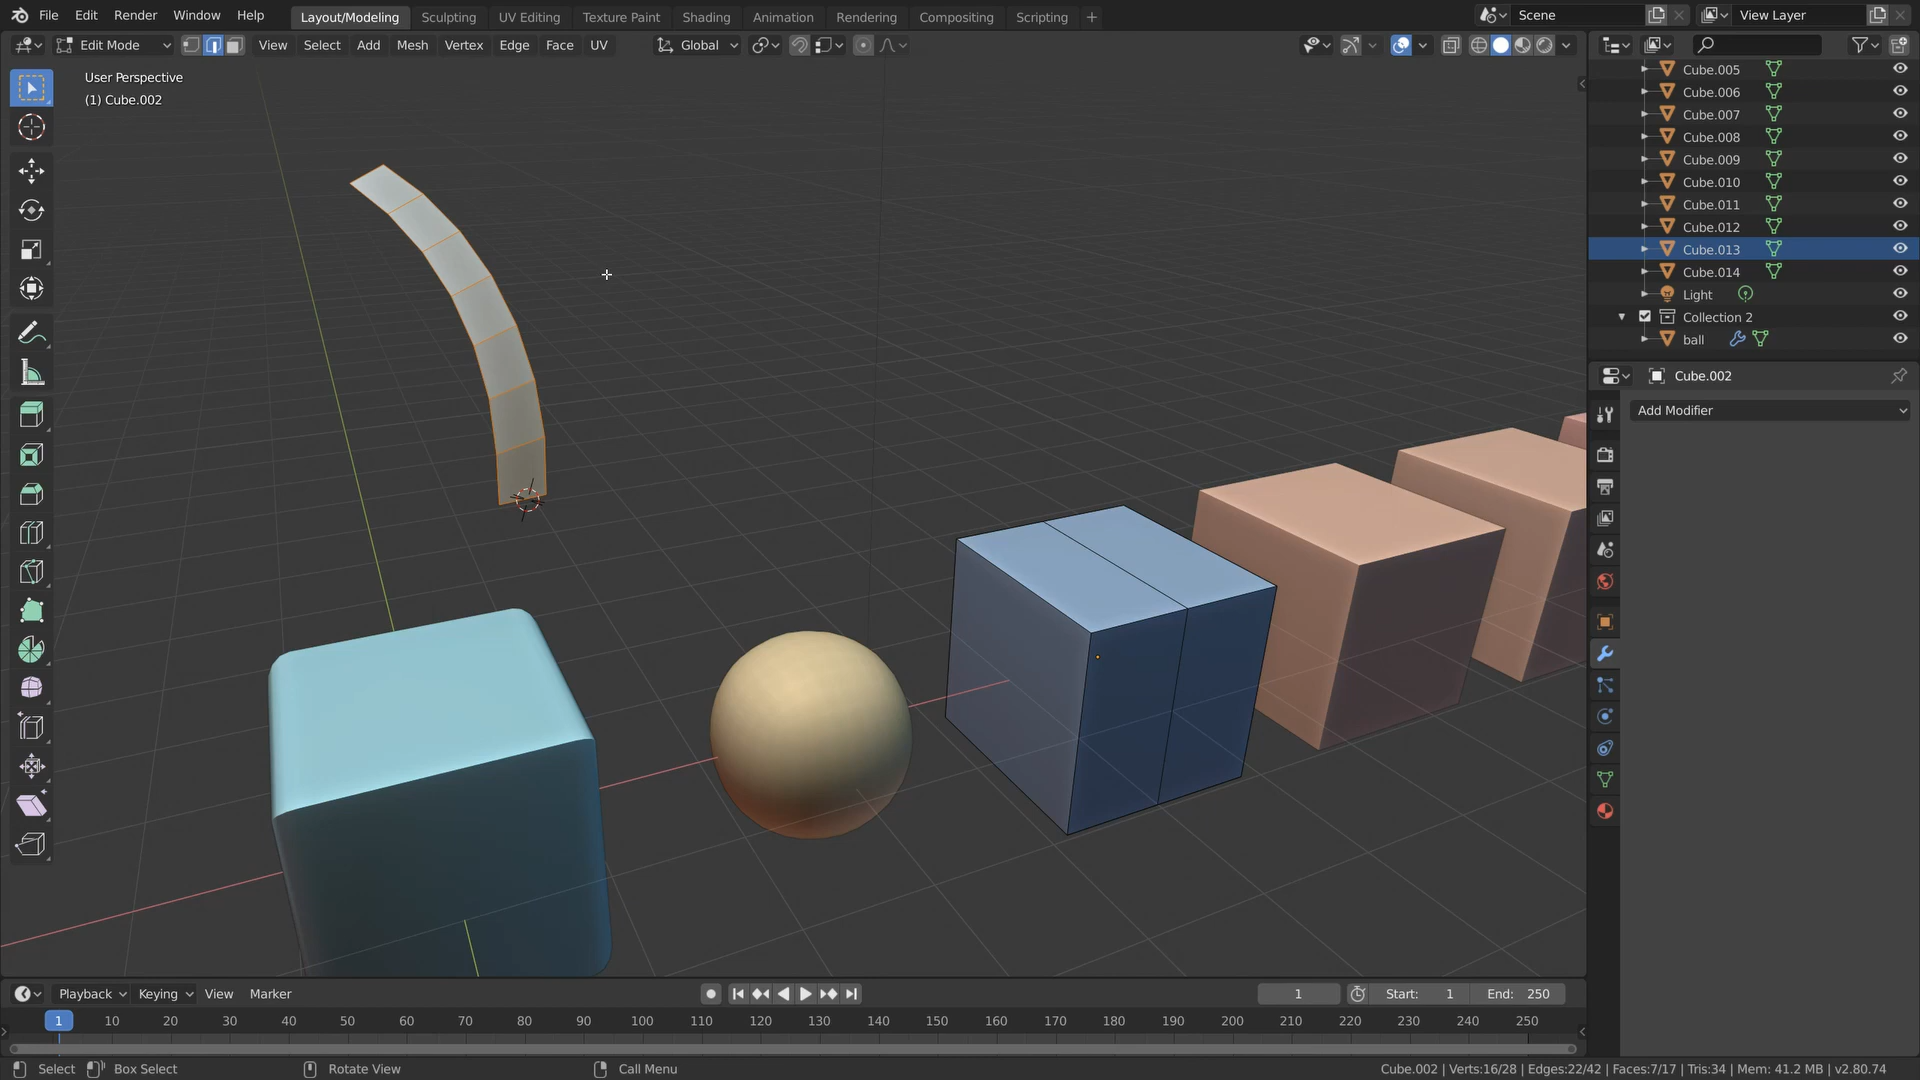 File Edit Render Window Help Layout/Modeling Sculpting UV Editing Texture Paint Shading Animation Rendering Compositing Scripting + Scene View Layer
Edit Mode View Select Add Mesh Vertex Edge Face UV Global
User Perspective
(1) Cube.002
Cube.005
Cube.006
Cube.007
Cube.008
Cube.009
Cube.010
Cube.011
Cube.012
Cube.013
Cube.014
Light
Collection 2
ball
Cube.002
Add Modifier
Playback Keying View Marker 1 Start: 1 End: 250
1 10 20 30 40 50 60 70 80 90 100 110 120 130 140 150 160 170 180 190 200 210 220 230 240 250
Select Box Select Rotate View Call Menu Cube.002 | Verts:16/28 | Edges:22/42 | Faces:7/17 | Tris:34 | Mem: 41.2 MB | v2.80.74